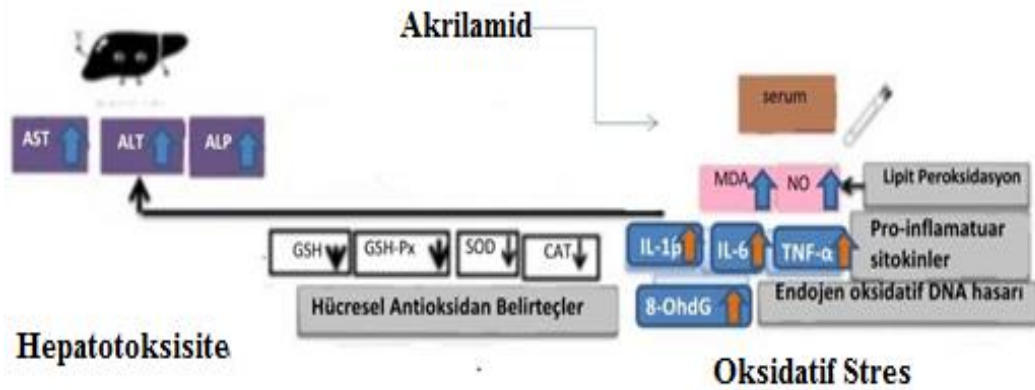 Akrilamid
serum
AST
ALT
ALP
MDA
NO
Lipit Peroksidasyon
GSH
GSH-Px
SOD
CAT
IL-1β
IL-6
TNF-α
Pro-inflamatuar
sitokinler
Hücresel Antioksidan Belirteçler
8-OhdG
Endojen oksidatif DNA hasarı
Hepatotoksisite
Oksidatif Stres